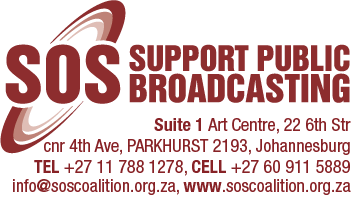 SOS SUPPORT PUBLIC
BROADCASTING
Suite 1 Art Centre, 22 6th Str
cnr 4th Ave, PARKHURST 2193, Johannesburg
TEL +27 11 788 1278, CELL +27 60 911 5889
info@soscoalition.org.za, www.soscoalition.org.za